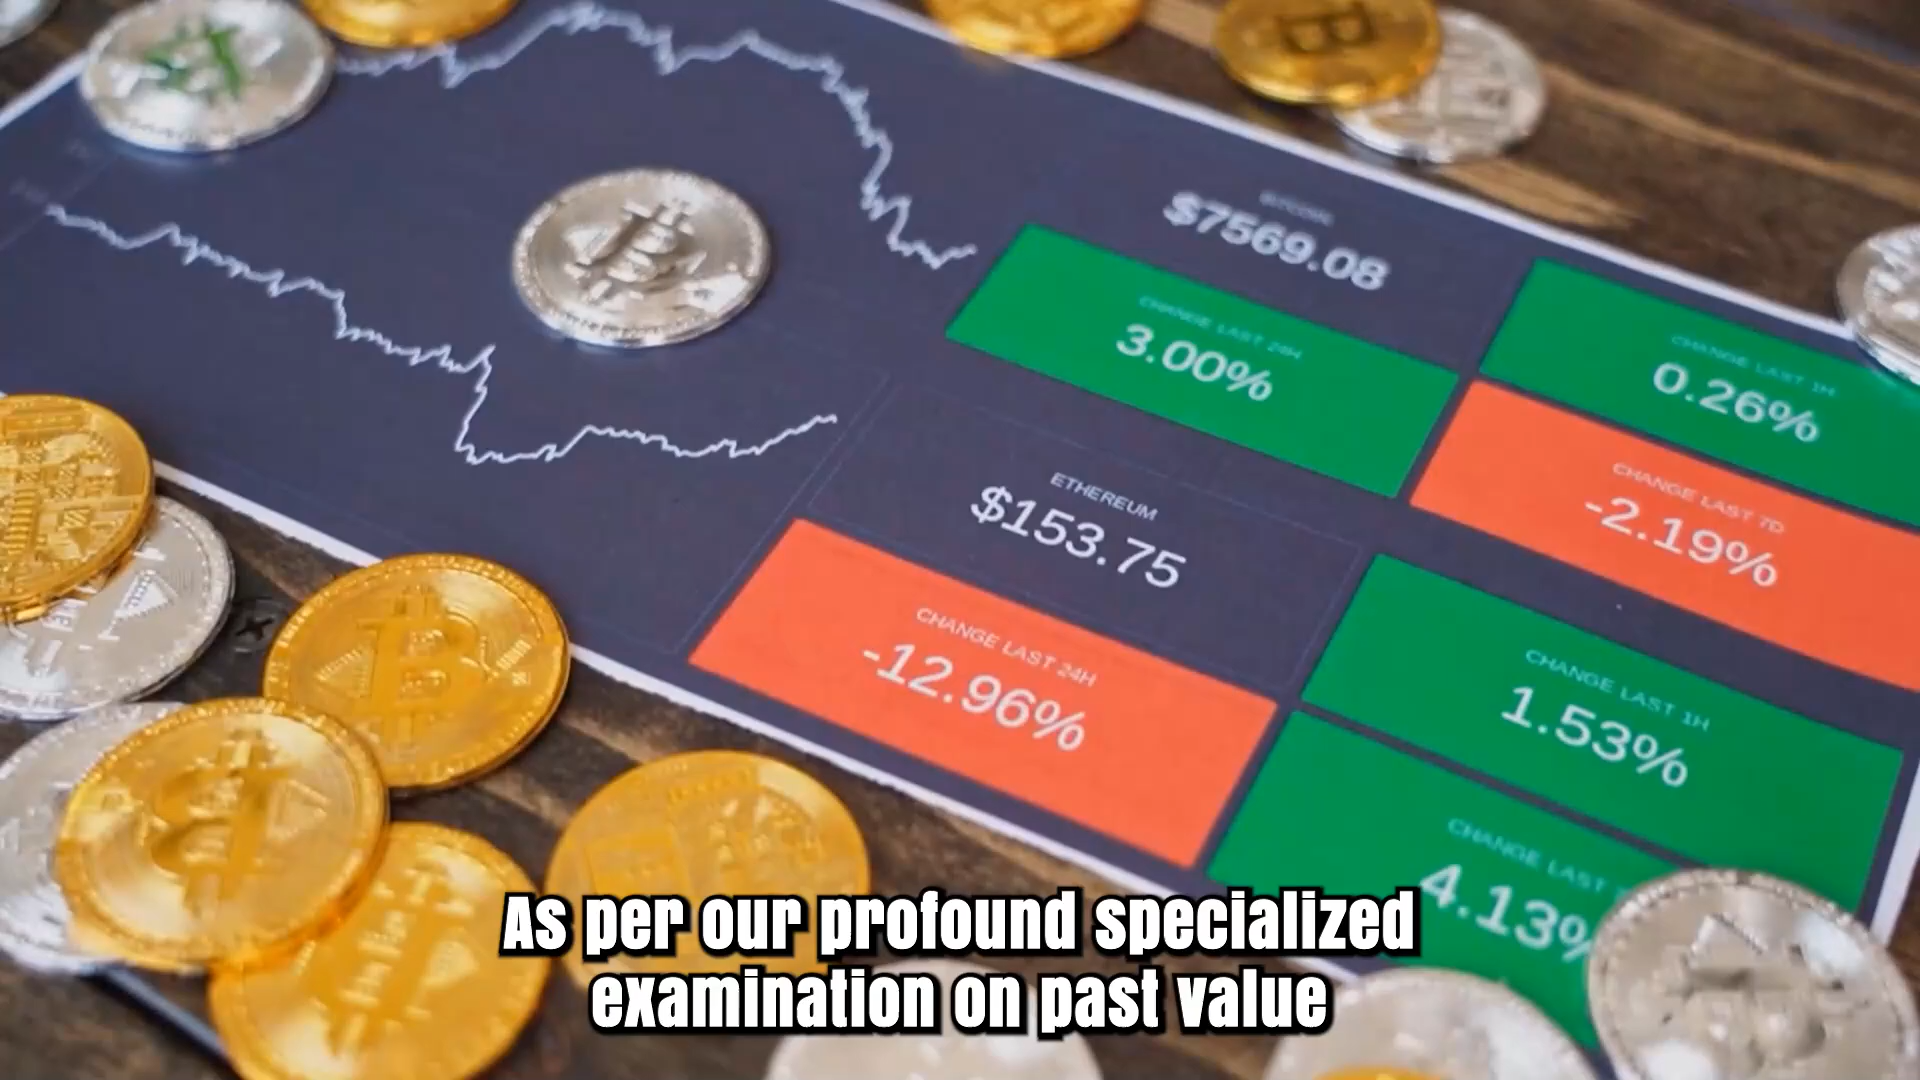 BITCOIN
$7569.08
CHANGE LAST 24H
3.00%
CHANGE LAST 1H
0.26%
CHANGE LAST 7D
-2.19%
ETHEREUM
$153.75
CHANGE LAST 24H
-12.96%
CHANGE LAST 1H
1.53%
CHANGE LAST
4.13%
As per our profound specialized
examination on past value